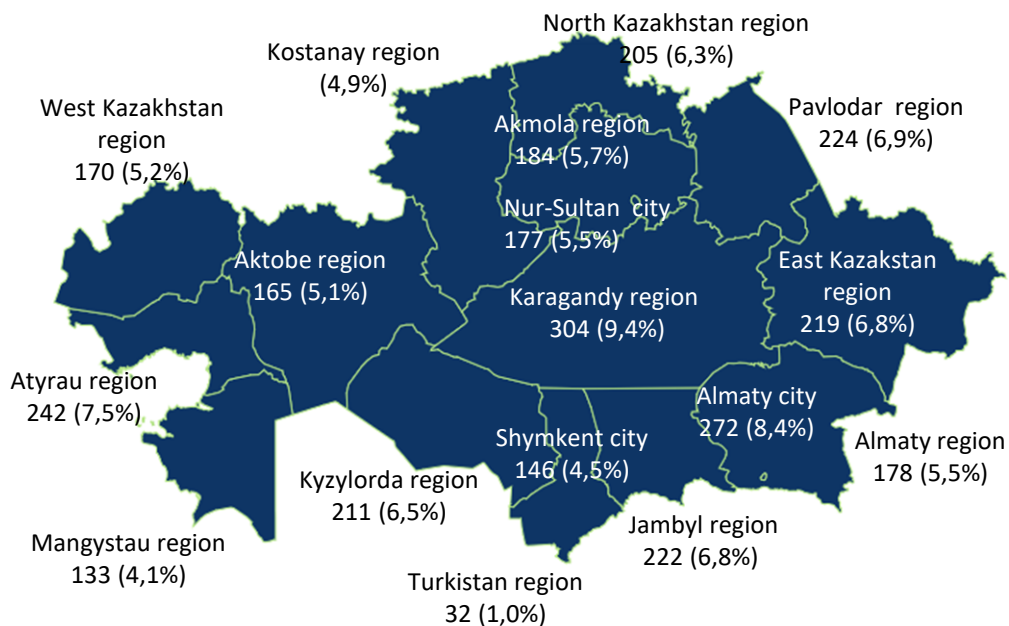 North Kazakhstan region
205 (6,3%)
Kostanay region
(4,9%)
West Kazakhstan
region
170 (5,2%)
Pavlodar region
224 (6,9%)
Akmola region
184 (5,7%)
Nur-Sultan city
177 (5,5%)
Aktobe region
165 (5,1%)
East Kazakstan
region
219 (6,8%)
Karagandy region
304 (9,4%)
Atyrau region
242 (7,5%)
Almaty city
272 (8,4%)
Almaty region
178 (5,5%)
Shymkent city
146 (4,5%)
Kyzylorda region
211 (6,5%)
Jambyl region
222 (6,8%)
Mangystau region
133 (4,1%)
Turkistan region
32 (1,0%)